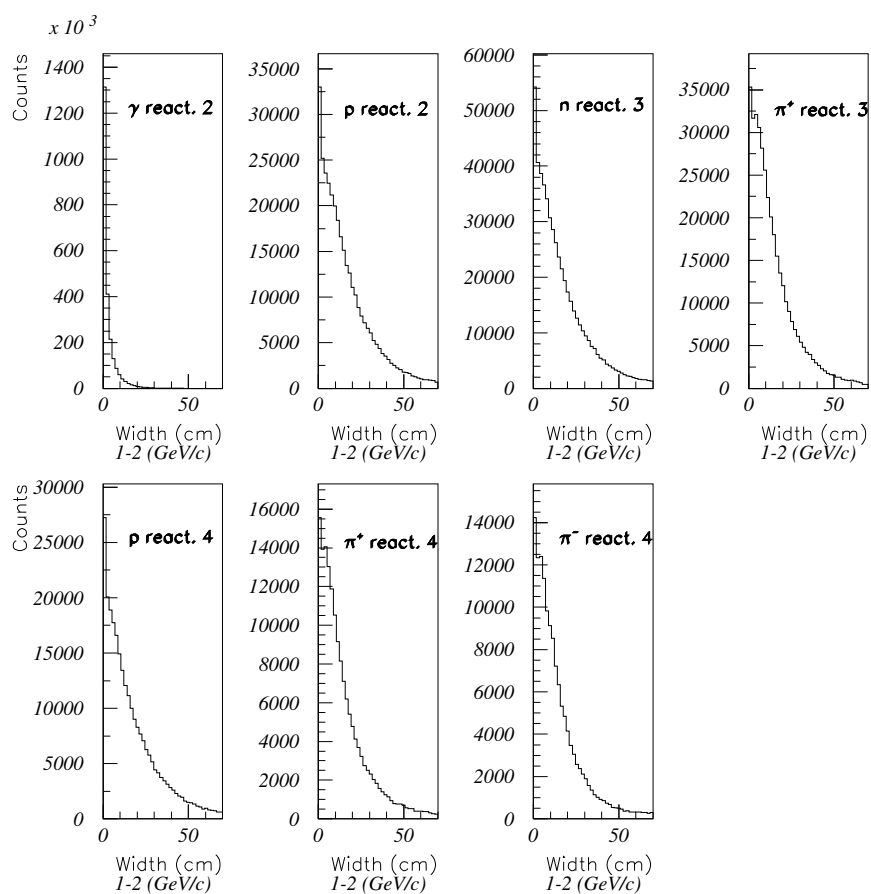 x 10 3
Counts
1400
1200
1000
800
600
400
200
0
γ react. 2
0
50
Width (cm)
1-2 (GeV/c)
35000
30000
25000
20000
15000
10000
5000
0
p react. 2
0
50
Width (cm)
1-2 (GeV/c)
60000
50000
40000
30000
20000
10000
0
n react. 3
0
50
Width (cm)
1-2 (GeV/c)
35000
30000
25000
20000
15000
10000
5000
0
π+ react. 3
0
50
Width (cm)
1-2 (GeV/c)
Counts
30000
25000
20000
15000
10000
5000
0
p react. 4
0
50
Width (cm)
1-2 (GeV/c)
16000
14000
12000
10000
8000
6000
4000
2000
0
π+ react. 4
0
50
Width (cm)
1-2 (GeV/c)
14000
12000
10000
8000
6000
4000
2000
0
π- react. 4
0
50
Width (cm)
1-2 (GeV/c)